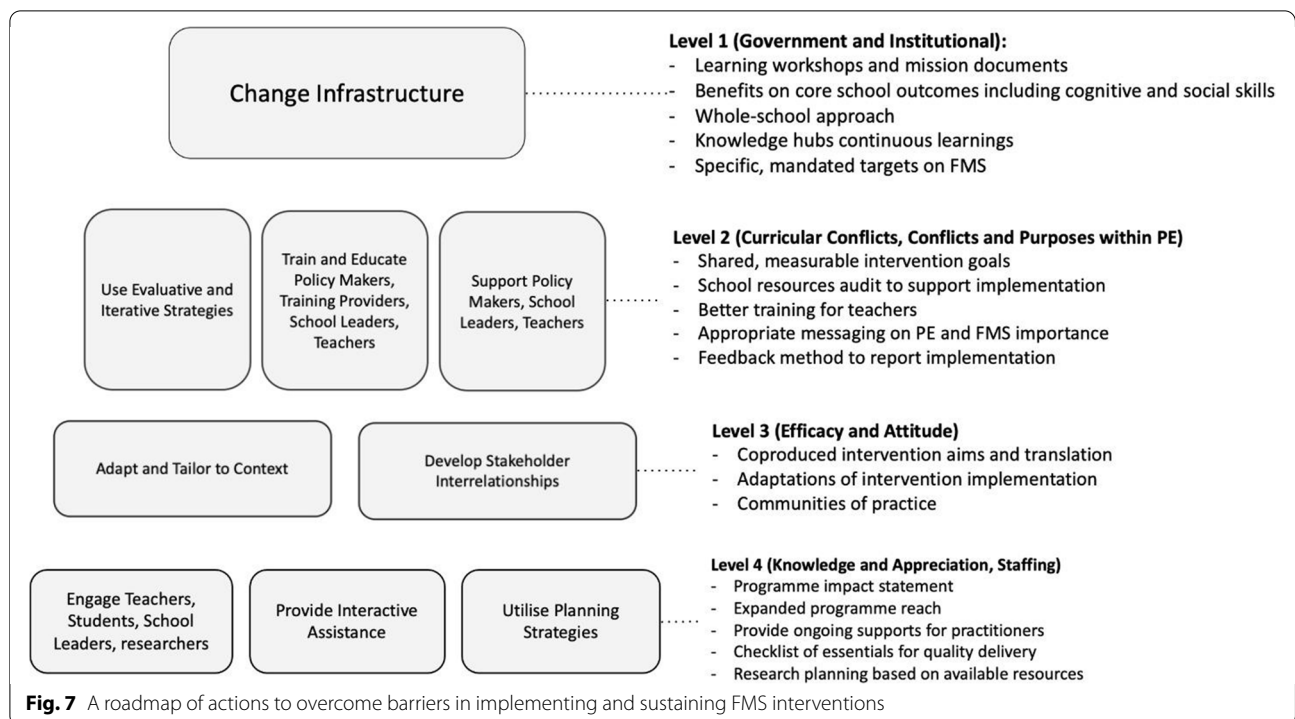 Change Infrastructure
Level 1 (Government and Institutional):
- Learning workshops and mission documents
- Benefits on core school outcomes including cognitive and social skills
- Whole-school approach
- Knowledge hubs continuous learnings
- Specific, mandated targets on FMS
Use Evaluative and
Iterative Strategies
Train and Educate
Policy Makers,
Training Providers,
School Leaders,
Teachers
Support Policy
Makers, School
Leaders, Teachers
Level 2 (Curricular Conflicts, Conflicts and Purposes within PE)
- Shared, measurable intervention goals
- School resources audit to support implementation
- Better training for teachers
- Appropriate messaging on PE and FMS importance
- Feedback method to report implementation
Adapt and Tailor to Context
Develop Stakeholder
Interrelationships
Level 3 (Efficacy and Attitude)
- Coproduced intervention aims and translation
- Adaptations of intervention implementation
- Communities of practice
Engage Teachers,
Students, School
Leaders, researchers
Provide Interactive
Assistance
Utilise Planning
Strategies
Level 4 (Knowledge and Appreciation, Staffing)
- Programme impact statement
- Expanded programme reach
- Provide ongoing supports for practitioners
- Checklist of essentials for quality delivery
- Research planning based on available resources
Fig. 7 A roadmap of actions to overcome barriers in implementing and sustaining FMS interventions